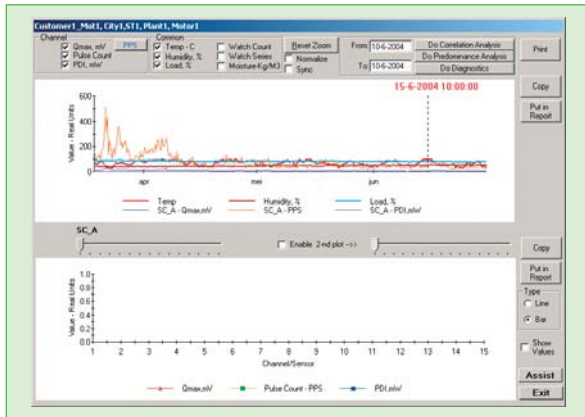 Customer1_Mot1, City1,ST1, Plant1, Motor1
Channel
Qmax, mV
PPS
Pulse Count
PDI, mW
Common
Temp - C
Humidity, %
Load, %
Watch Count
Watch Series
Moisture-Kg/M3
Reset Zoom
Normalize
Sync
From: 10-6-2004
To: 10-6-2004
Do Correlation Analysis
Do Predominance Analysis
Do Diagnostics
Print
Copy
Put in
Report
15-6-2004 10:00:00
Value - Real Units
600
400
200
0
apr
mei
jun
Temp
Humidity, %
Load, %
SC_A - Qmax,mV
SC_A - PPS
SC_A - PDI,mW
SC_A
Enable 2-nd plot -->>
Copy
Put in
Report
Type
Line
Bar
Show
Values
Assist
Exit
Value - Real Units
1.0
0.8
0.6
0.4
0.2
0.0
1 2 3 4 5 6 7 8 9 10 11 12 13 14 15
Channel/Sensor
Qmax,mV
Pulse Count - PPS
PDI,mW